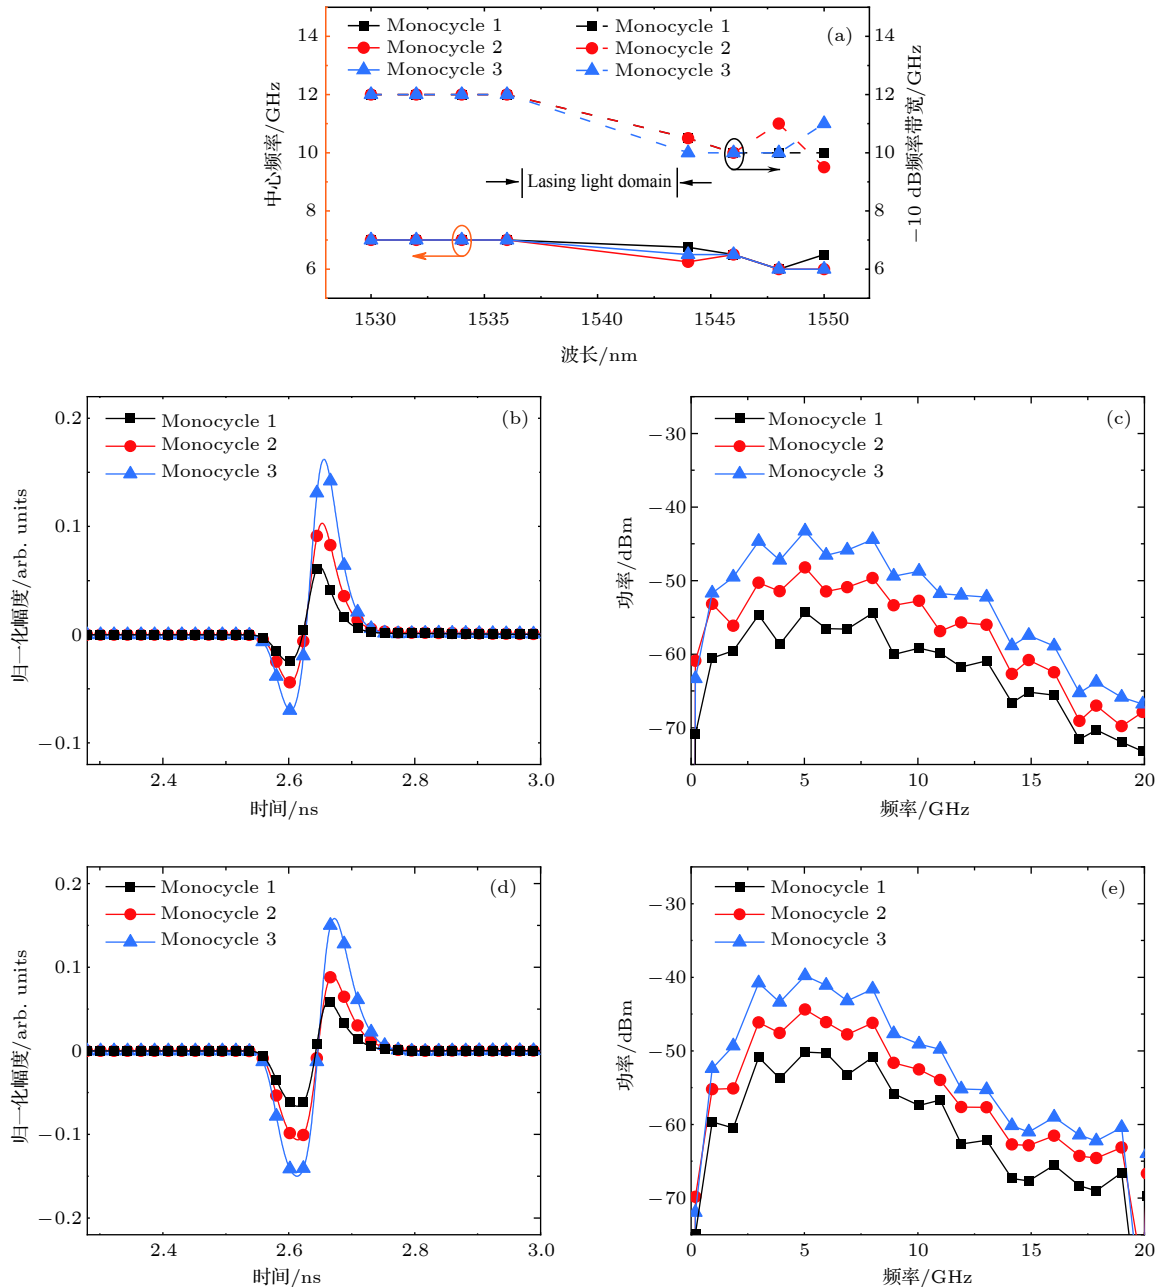 Monocycle 1 Monocycle 1 (a)
Monocycle 2 Monocycle 2
Monocycle 3 Monocycle 3
14 14
12 12
10 10
8 8
6 6
中心频率/GHz
−10 dB频率带宽/GHz
Lasing light domain
1530 1535 1540 1545 1550
波长/nm
(b)
Monocycle 1
Monocycle 2
Monocycle 3
0.2
0.1
0
−0.1
归一化幅度/arb. units
2.4 2.6 2.8 3.0
时间/ns
(c)
Monocycle 1
Monocycle 2
Monocycle 3
−30
−40
−50
−60
−70
功率/dBm
0 5 10 15 20
频率/GHz
(d)
Monocycle 1
Monocycle 2
Monocycle 3
0.2
0.1
0
−0.1
−0.2
归一化幅度/arb. units
2.4 2.6 2.8 3.0
时间/ns
(e)
Monocycle 1
Monocycle 2
Monocycle 3
−30
−40
−50
−60
−70
功率/dBm
0 5 10 15 20
频率/GHz